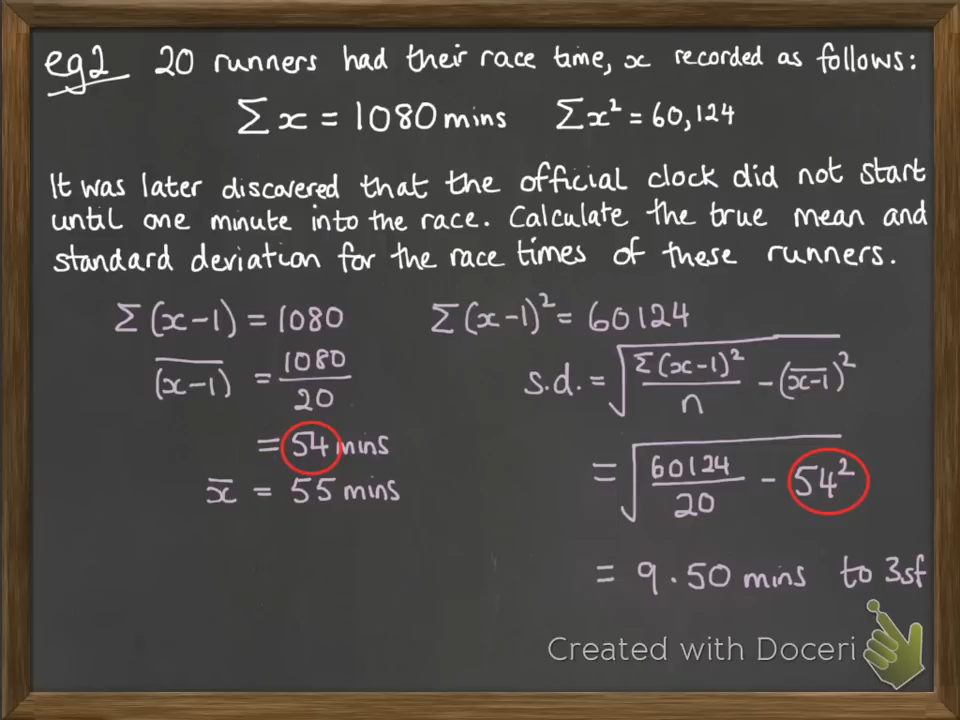 eg2 20 runners had their race time, x recorded as follows:
Σx = 1080 mins Σx² = 60,124
It was later discovered that the official clock did not start
until one minute into the race. Calculate the true mean and
standard deviation for the race times of these runners.
Σ(x-1) = 1080
(x-1)̅ = 1080/20
= 54 mins
x̄ = 55 mins
Σ(x-1)² = 60124
s.d. = √(Σ(x-1)²/n - (x-1)̅²)
= √(60124/20 - 54²)
= 9.50 mins to 3sf
Created with Doceri